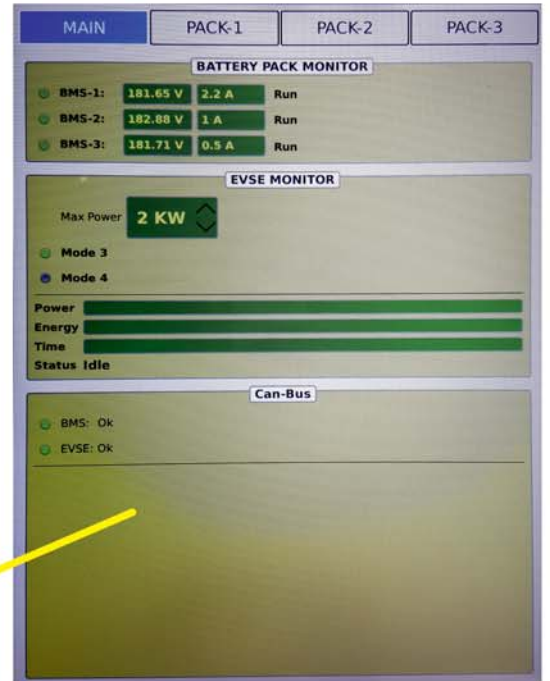 MAIN PACK-1 PACK-2 PACK-3
BATTERY PACK MONITOR
BMS-1: 181.65 V 2.2 A Run
BMS-2: 182.88 V 1 A Run
BMS-3: 181.71 V 0.5 A Run
EVSE MONITOR
Max Power 2 KW
Mode 3
Mode 4
Power
Energy
Time
Status Idle
Can-Bus
BMS: Ok
EVSE: Ok